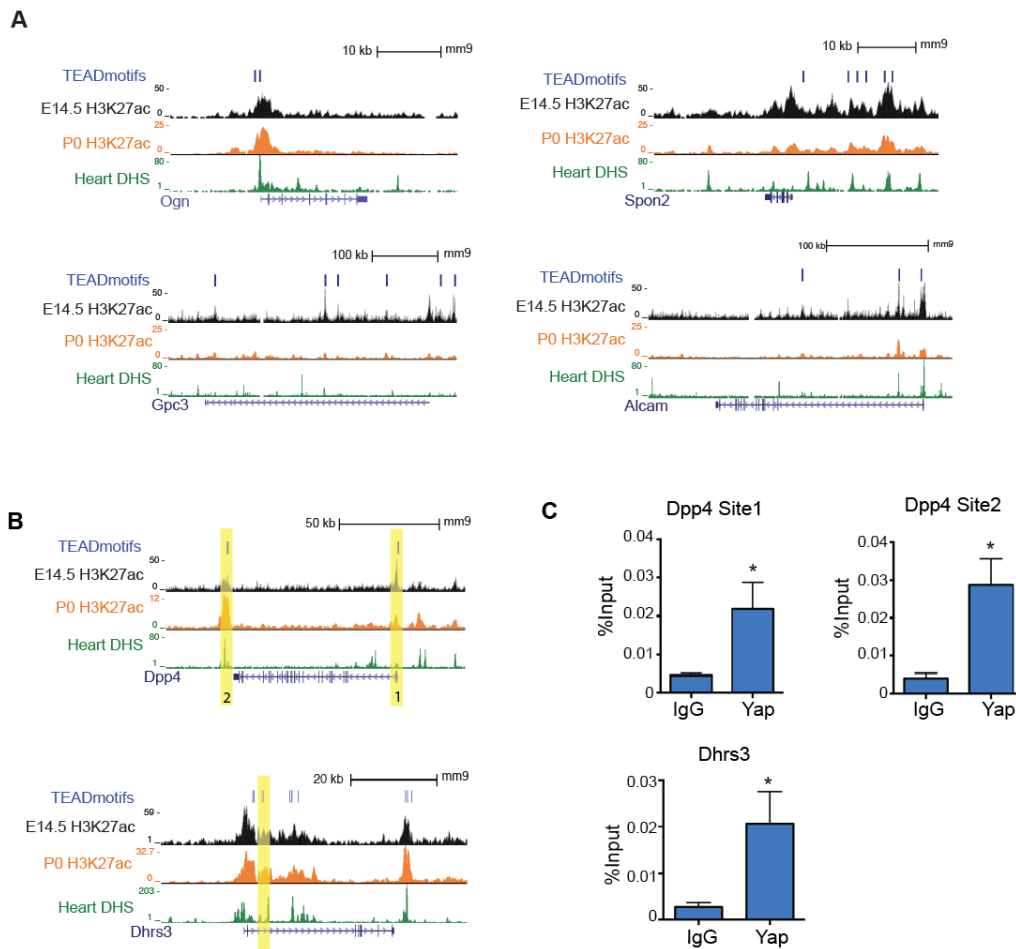 A
10 kb mm9
TEADmotifs
50
E14.5 H3K27ac
0
25
P0 H3K27ac
0
80
Heart DHS
1
Ogn
10 kb mm9
TEADmotifs
50
E14.5 H3K27ac
0
25
P0 H3K27ac
0
80
Heart DHS
1
Spon2
100 kb mm9
TEADmotifs
50
E14.5 H3K27ac
0
25
P0 H3K27ac
0
80
Heart DHS
1
Gpc3
100 kb mm9
TEADmotifs
50
E14.5 H3K27ac
0
25
P0 H3K27ac
0
80
Heart DHS
1
Alcam
B
50 kb mm9
TEADmotifs
50
E14.5 H3K27ac
0
12
P0 H3K27ac
0
80
Heart DHS
1
Dpp4
2 1
20 kb mm9
TEADmotifs
59
E14.5 H3K27ac
1
32.7
P0 H3K27ac
0
203
Heart DHS
1
Dhrs3
C
Dpp4 Site1
%Input
0.04
0.03
0.02
0.01
0
*
IgG Yap
Dpp4 Site2
%Input
0.04
0.03
0.02
0.01
0
*
IgG Yap
Dhrs3
%Input
0.03
0.02
0.01
0
*
IgG Yap